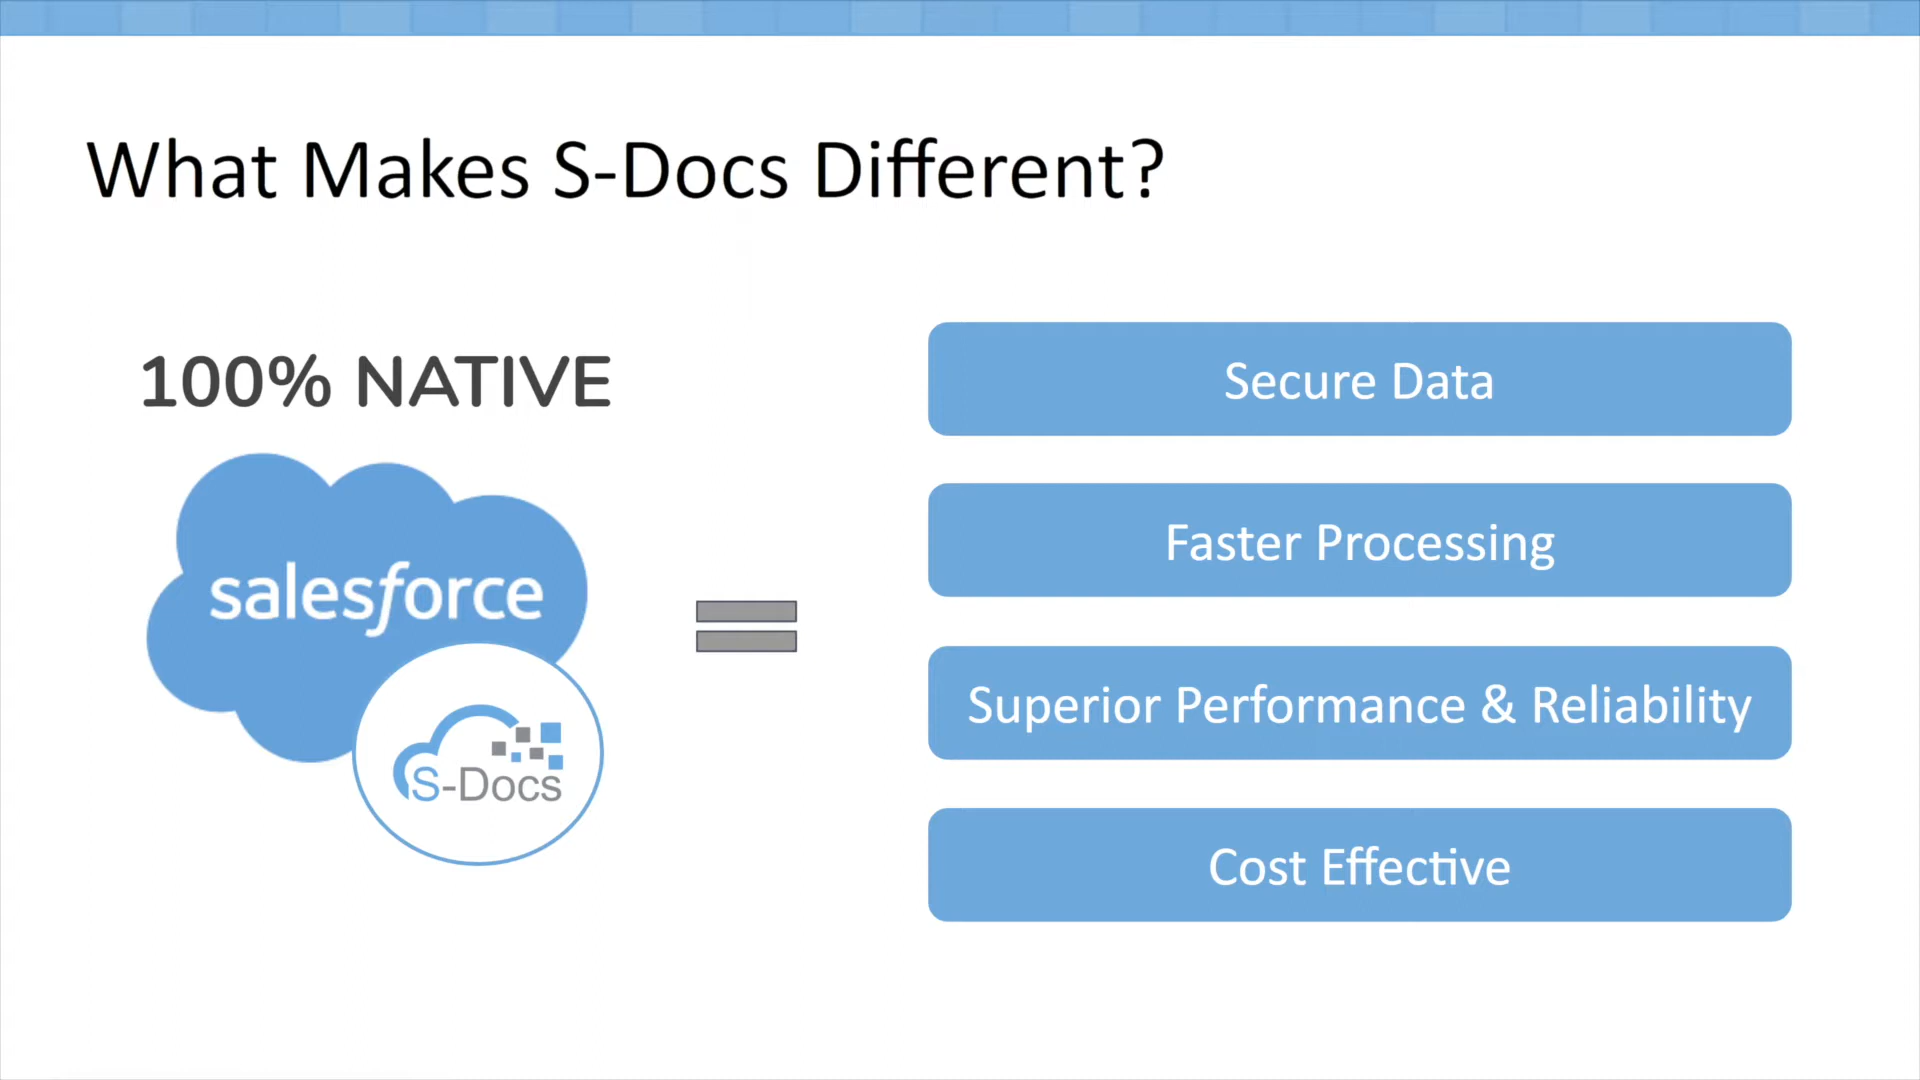 What Makes S-Docs Different?
100% NATIVE
salesforce
S-Docs
Secure Data
Faster Processing
Superior Performance & Reliability
Cost Effective